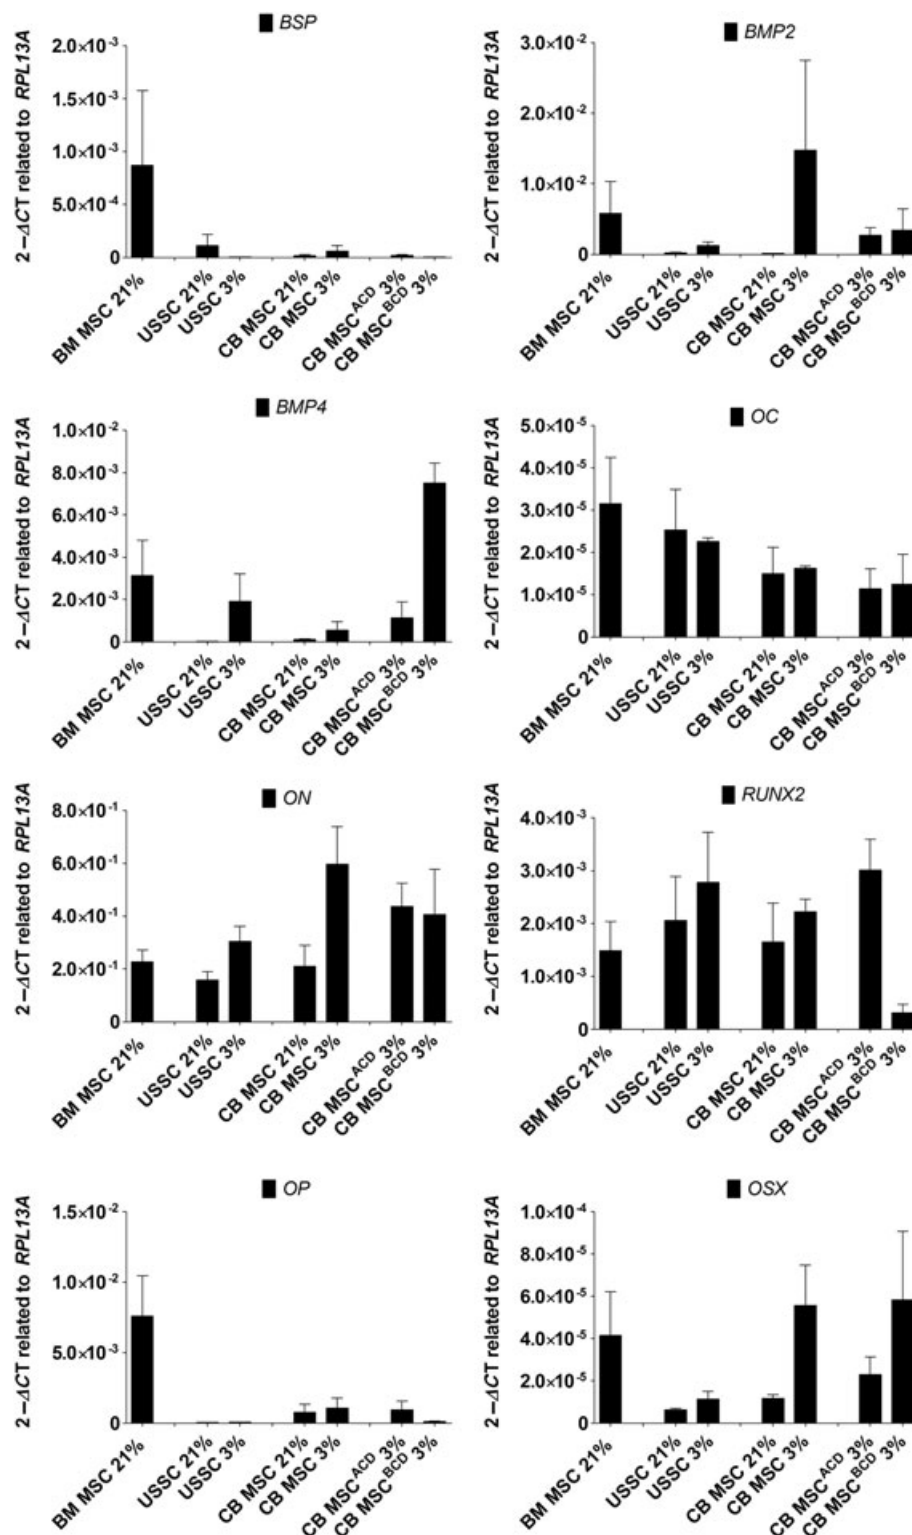 BSP
2–ΔCT related to RPL13A
2.0×10-3
1.5×10-3
1.0×10-3
5.0×10-4
0
BM MSC 21%
USSC 21%
USSC 3%
CB MSC 21%
CB MSC 3%
CB MSCACD 3%
CB MSCBCD 3%
BMP2
2–ΔCT related to RPL13A
3.0×10-2
2.0×10-2
1.0×10-2
0
BM MSC 21%
USSC 21%
USSC 3%
CB MSC 21%
CB MSC 3%
CB MSCACD 3%
CB MSCBCD 3%
BMP4
2–ΔCT related to RPL13A
1.0×10-2
8.0×10-3
6.0×10-3
4.0×10-3
2.0×10-3
0
BM MSC 21%
USSC 21%
USSC 3%
CB MSC 21%
CB MSC 3%
CB MSCACD 3%
CB MSCBCD 3%
OC
2–ΔCT related to RPL13A
5.0×10-5
4.0×10-5
3.0×10-5
2.0×10-5
1.0×10-5
0
BM MSC 21%
USSC 21%
USSC 3%
CB MSC 21%
CB MSC 3%
CB MSCACD 3%
CB MSCBCD 3%
ON
2–ΔCT related to RPL13A
8.0×10-1
6.0×10-1
4.0×10-1
2.0×10-1
0
BM MSC 21%
USSC 21%
USSC 3%
CB MSC 21%
CB MSC 3%
CB MSCACD 3%
CB MSCBCD 3%
RUNX2
2–ΔCT related to RPL13A
4.0×10-3
3.0×10-3
2.0×10-3
1.0×10-3
0
BM MSC 21%
USSC 21%
USSC 3%
CB MSC 21%
CB MSC 3%
CB MSCACD 3%
CB MSCBCD 3%
OP
2–ΔCT related to RPL13A
1.5×10-2
1.0×10-2
5.0×10-3
0
BM MSC 21%
USSC 21%
USSC 3%
CB MSC 21%
CB MSC 3%
CB MSCACD 3%
CB MSCBCD 3%
OSX
2–ΔCT related to RPL13A
1.0×10-4
8.0×10-5
6.0×10-5
4.0×10-5
2.0×10-5
0
BM MSC 21%
USSC 21%
USSC 3%
CB MSC 21%
CB MSC 3%
CB MSCACD 3%
CB MSCBCD 3%